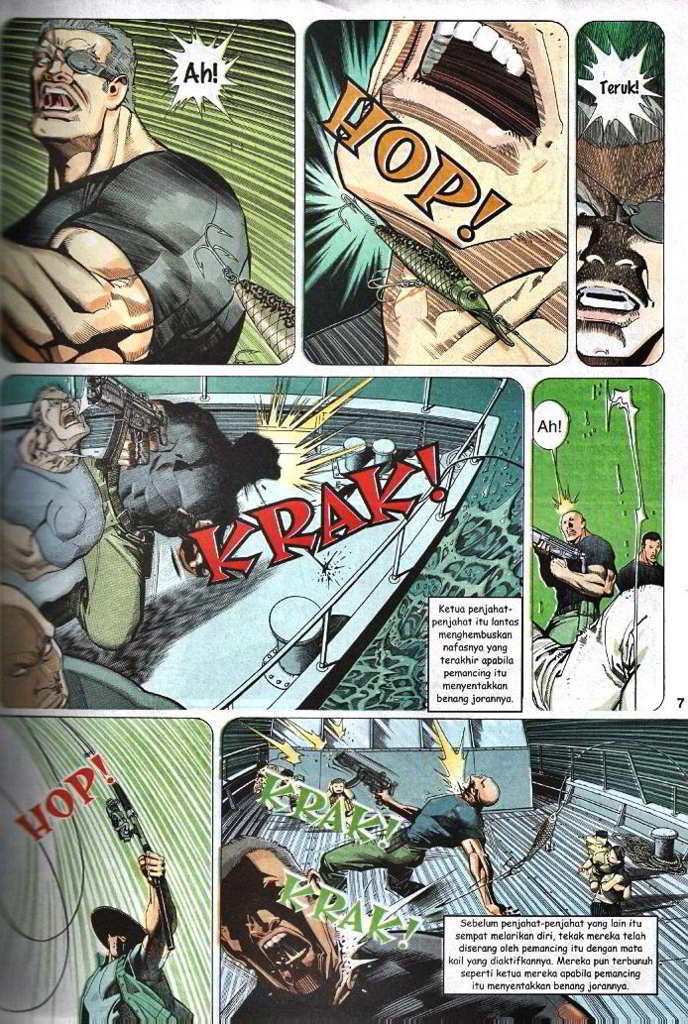 Ah!
HOP!
Teruk!
KRAK!
Ketua penjahat-
penjahat itu lantas
menghembuskan
nafasnya yang
terakhir apabila
pemancing itu
menyentakkan
benang jorannya.
Ah!
7
HOP!
KRAK!
KRAK!
Sebelum penjahat-penjahat yang lain itu
sempat melarikan diri, tekak mereka telah
diserang oleh pemancing itu dengan mata
kail yang diaktifkannya. Mereka pun terbunuh
seperti ketua mereka apabila pemancing
itu menyentakkan benang jorannya.